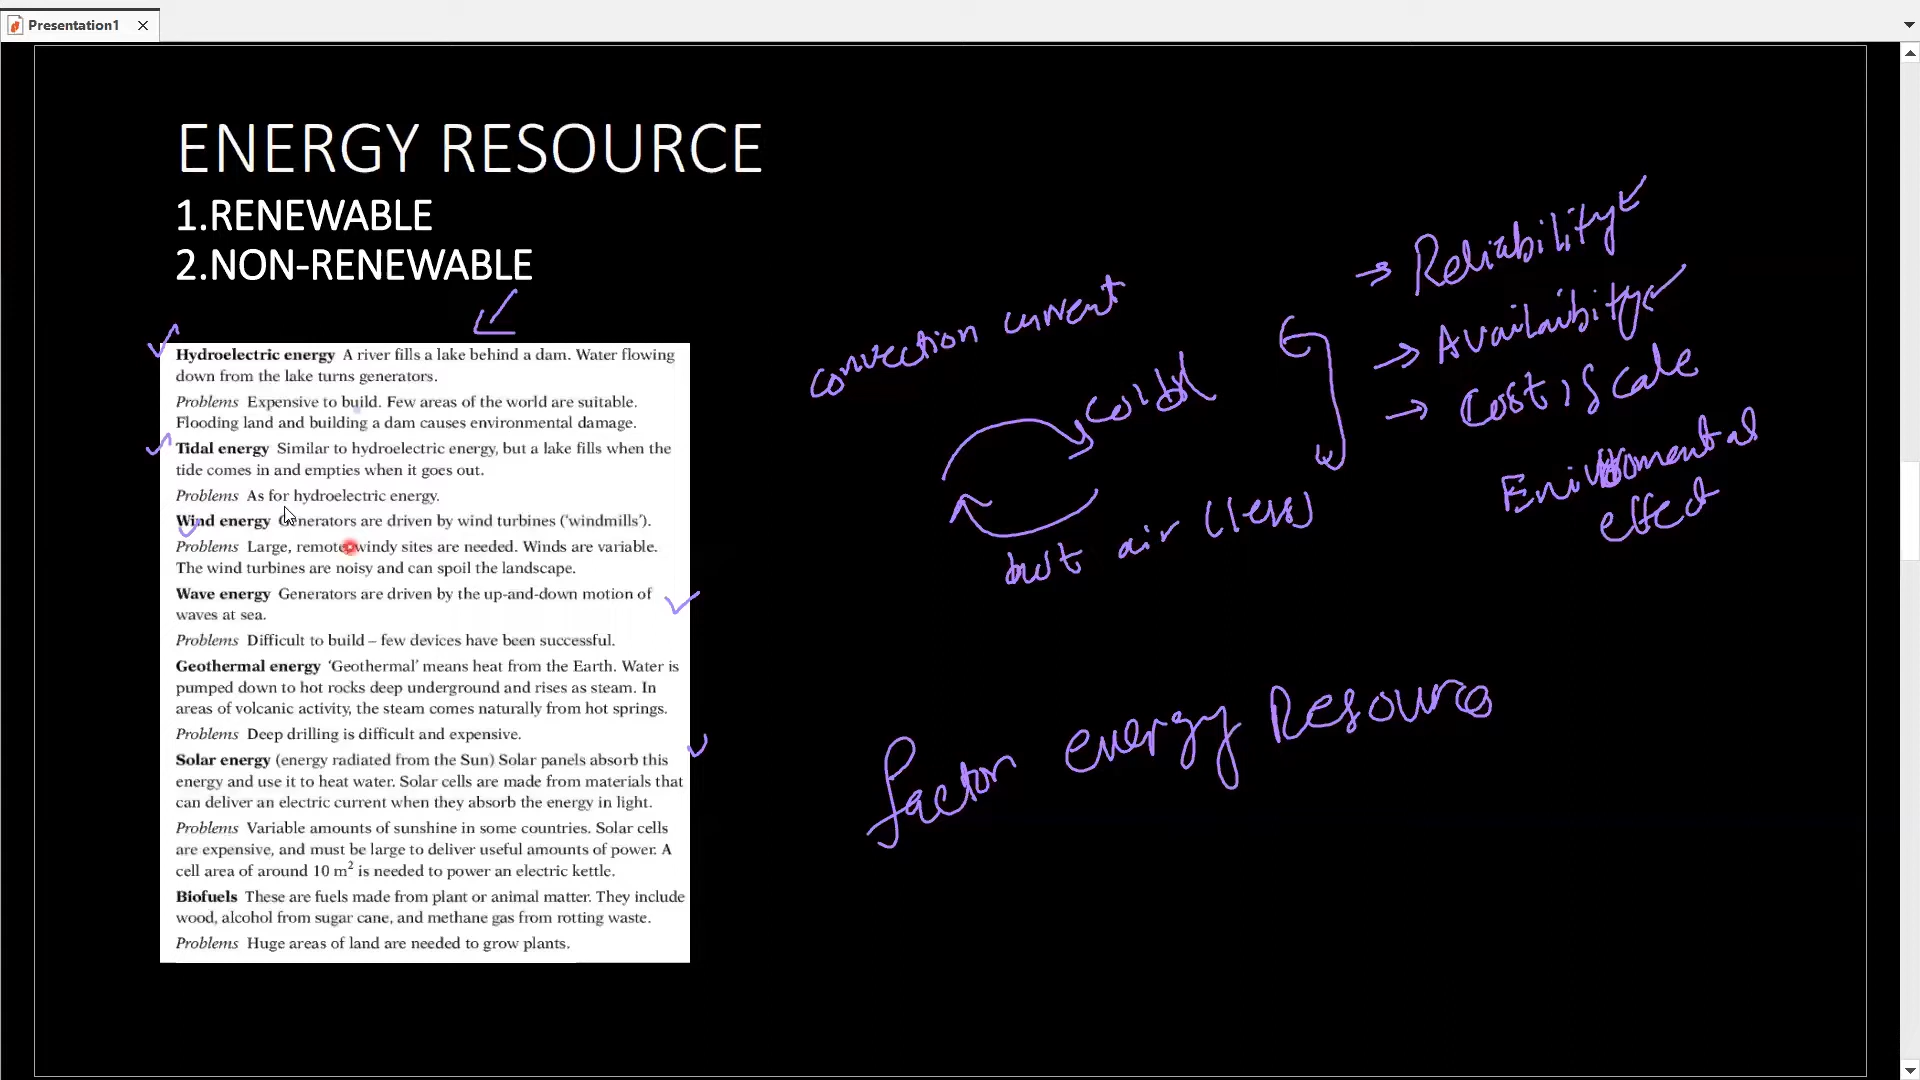 Presentation1
ENERGY RESOURCE
1.RENEWABLE
2.NON-RENEWABLE
Hydroelectric energy A river fills a lake behind a dam. Water flowing
down from the lake turns generators.
Problems Expensive to build. Few areas of the world are suitable.
Flooding land and building a dam causes environmental damage.
Tidal energy Similar to hydroelectric energy, but a lake fills when the
tide comes in and empties when it goes out.
Problems As for hydroelectric energy.
Wind energy Generators are driven by wind turbines (‘windmills’).
Problems Large, remote windy sites are needed. Winds are variable.
The wind turbines are noisy and can spoil the landscape.
Wave energy Generators are driven by the up-and-down motion of
waves at sea.
Problems Difficult to build – few devices have been successful.
Geothermal energy ‘Geothermal’ means heat from the Earth. Water is
pumped down to hot rocks deep underground and rises as steam. In
areas of volcanic activity, the steam comes naturally from hot springs.
Problems Deep drilling is difficult and expensive.
Solar energy (energy radiated from the Sun) Solar panels absorb this
energy and use it to heat water. Solar cells are made from materials that
can deliver an electric current when they absorb the energy in light.
Problems Variable amounts of sunshine in some countries. Solar cells
are expensive, and must be large to deliver useful amounts of power. A
cell area of around 10 m² is needed to power an electric kettle.
Biofuels These are fuels made from plant or animal matter. They include
wood, alcohol from sugar cane, and methane gas from rotting waste.
Problems Huge areas of land are needed to grow plants.
convection current
hot air (less)
→ Reliability
→ Availaibity
→ Cost, Scale
effect
factor energy Resource